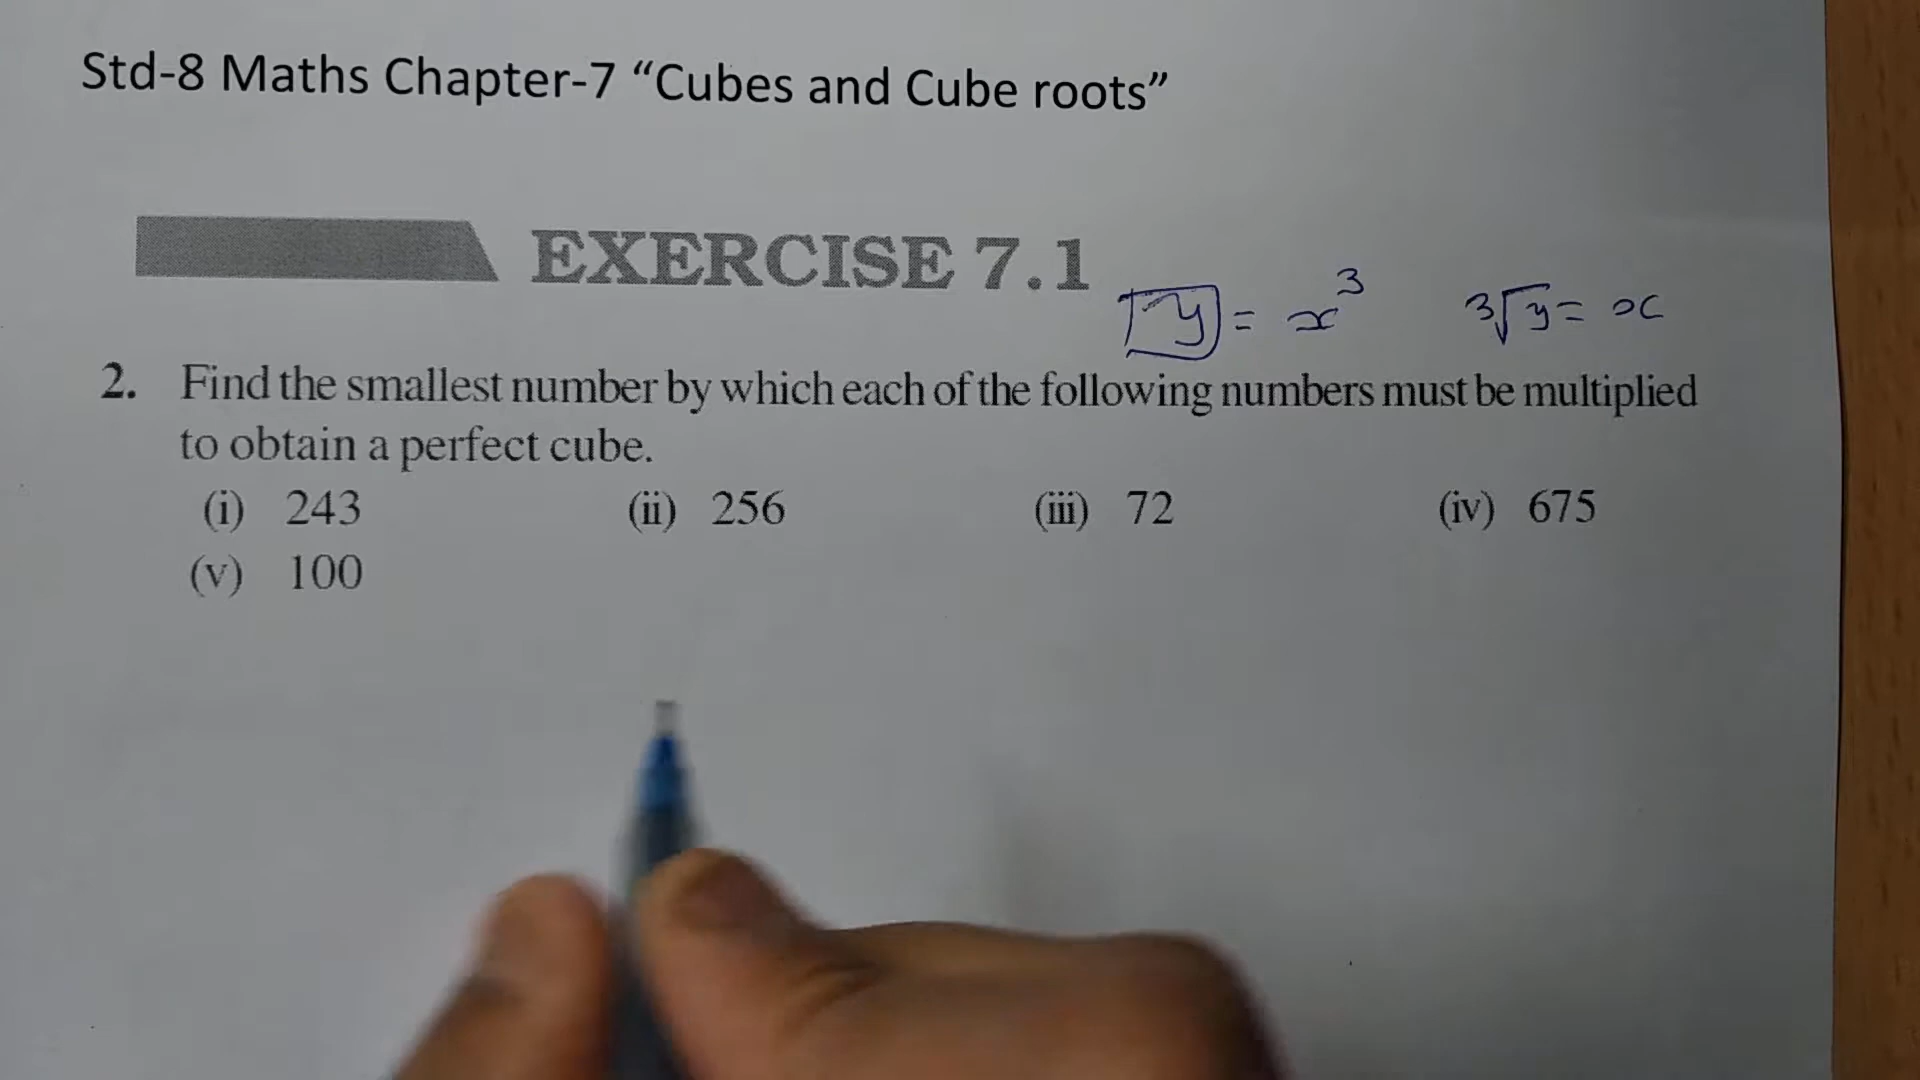 Std-8 Maths Chapter-7 “Cubes and Cube roots”
EXERCISE 7.1
y = x³ ³√y = x
2. Find the smallest number by which each of the following numbers must be multiplied
to obtain a perfect cube.
(i) 243 (ii) 256 (iii) 72 (iv) 675
(v) 100